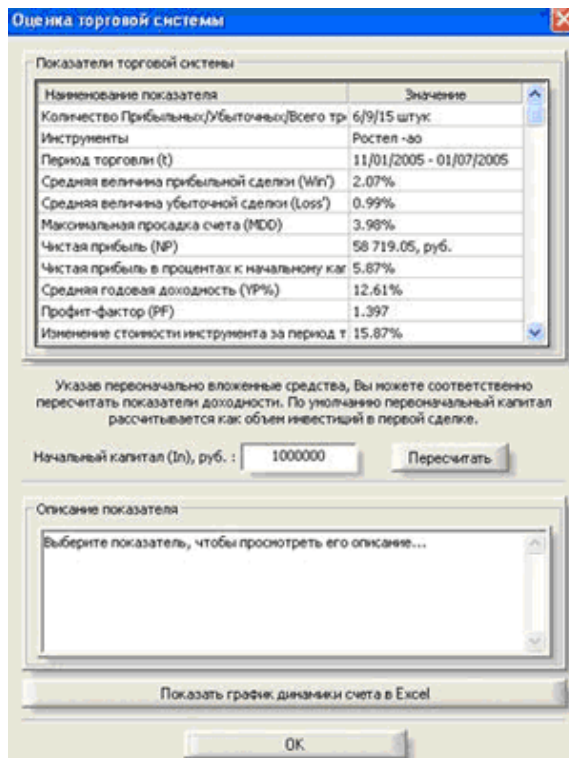 Оценка торговой системы
Показатели торговой системы
Наименование показателя Значение
Количество Прибыльных/Убыточных/Всего тр 6/9/15 штук
Инструменты Ростел -ао
Период торговли (t) 11/01/2005 - 01/07/2005
Средняя величина прибыльной сделки (Win') 2.07%
Средняя величина убыточной сделки (Loss') 0.99%
Максимальная просадка счета (MDD) 3.98%
Чистая прибыль (NP) 58 719.05, руб.
Чистая прибыль в процентах к начальному кап 5.87%
Средняя годовая доходность (YP%) 12.61%
Профит-фактор (PF) 1.397
Изменение стоимости инструмента за период т 15.87%
Указав первоначально вложенные средства, Вы можете соответственно
пересчитать показатели доходности. По умолчанию первоначальный капитал
рассчитывается как объем инвестиций в первой сделке.
Начальный капитал (In), руб. : 1000000 Пересчитать
Описание показателя
Выберите показатель, чтобы просмотреть его описание...
Показать график динамики счета в Excel
OK